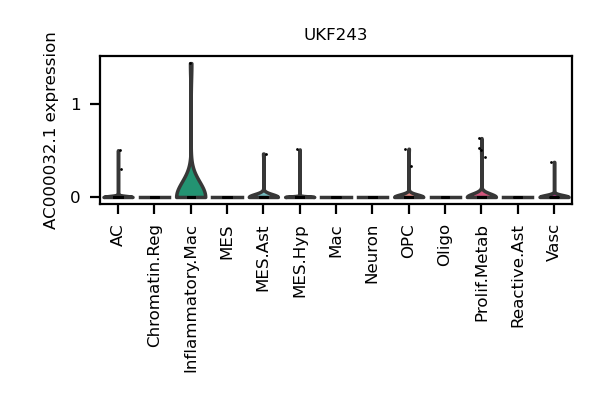 UKF243
AC000032.1 expression
1
0
AC
Chromatin.Reg
Inflammatory.Mac
MES
MES.Ast
MES.Hyp
Mac
Neuron
OPC
Oligo
Prolif.Metab
Reactive.Ast
Vasc